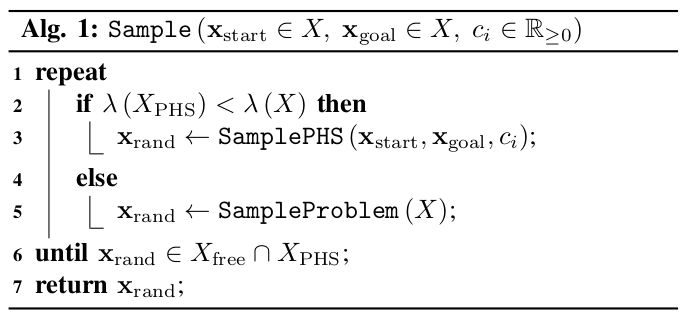 Alg. 1: Sample (x_start ∈ X, x_goal ∈ X, c_i ∈ ℝ_≥0)
1 repeat
2 if λ (X_PHS) < λ (X) then
3 x_rand ← SamplePHS (x_start, x_goal, c_i);
4 else
5 x_rand ← SampleProblem (X);
6 until x_rand ∈ X_free ∩ X_PHS;
7 return x_rand;